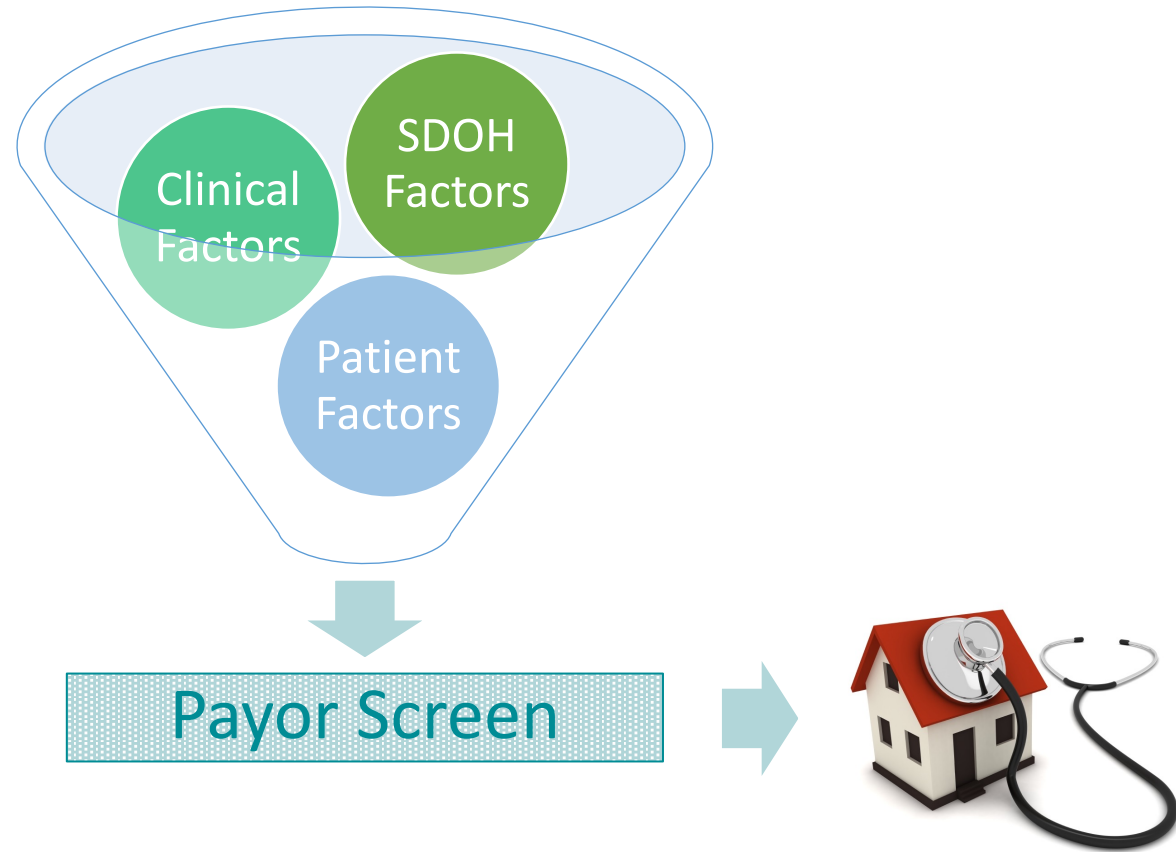 SDOH
Factors
Clinical
Factors
Patient
Factors
Payor Screen